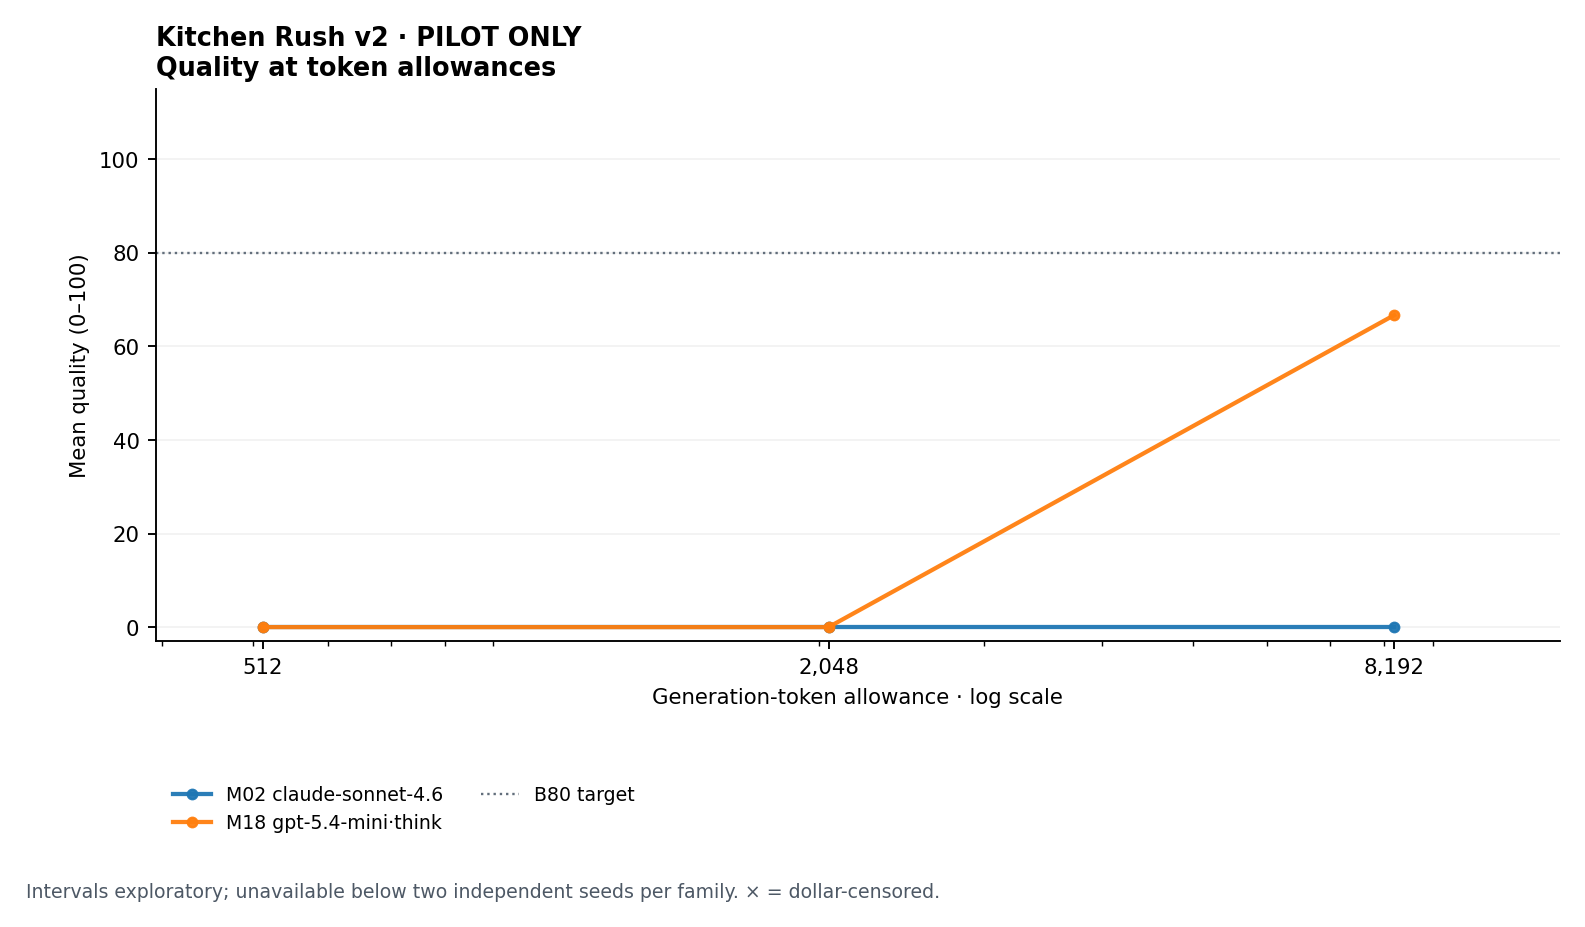 Kitchen Rush v2 · PILOT ONLY
Quality at token allowances
100
80
60
40
20
0
Mean quality (0–100)
512
2,048
8,192
Generation-token allowance · log scale
M02 claude-sonnet-4.6
M18 gpt-5.4-mini·think
B80 target
Intervals exploratory; unavailable below two independent seeds per family. × = dollar-censored.